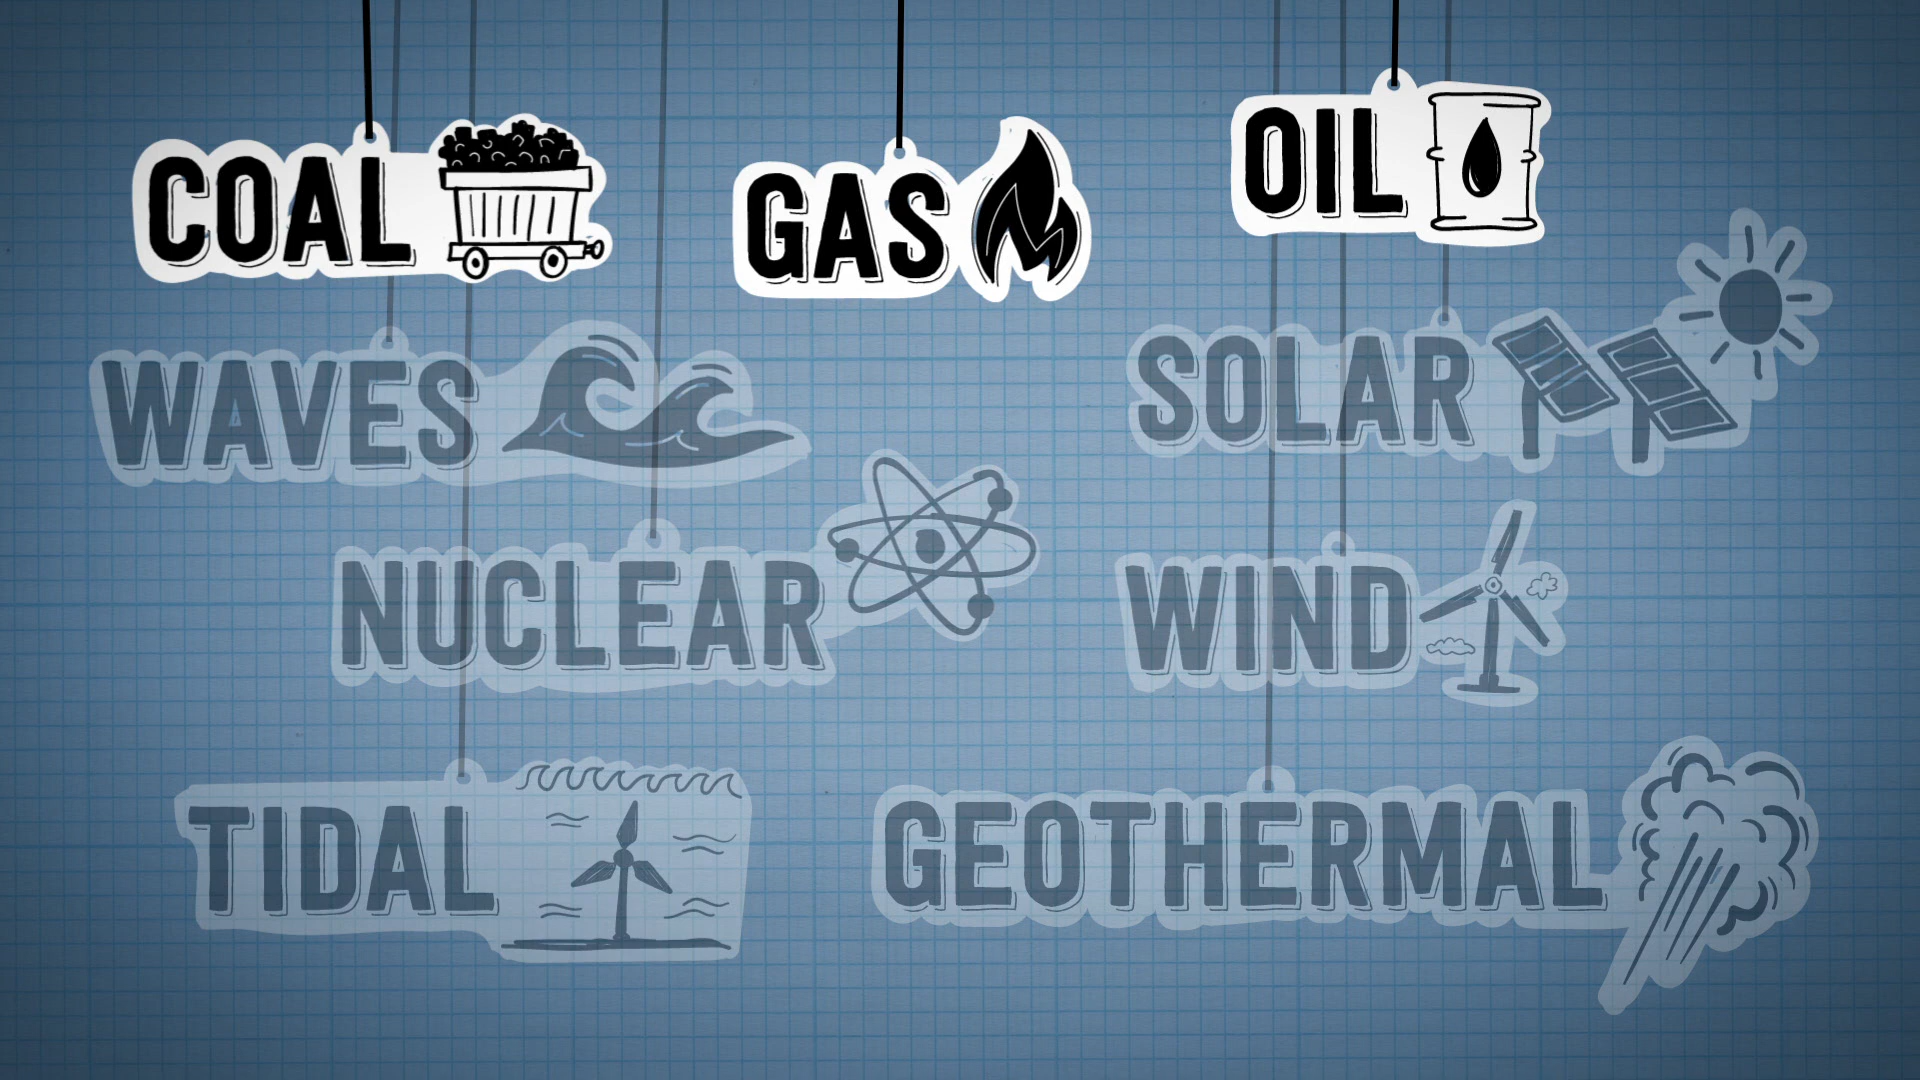 COAL
GAS
OIL
WAVES
SOLAR
NUCLEAR
WIND
TIDAL
GEOTHERMAL